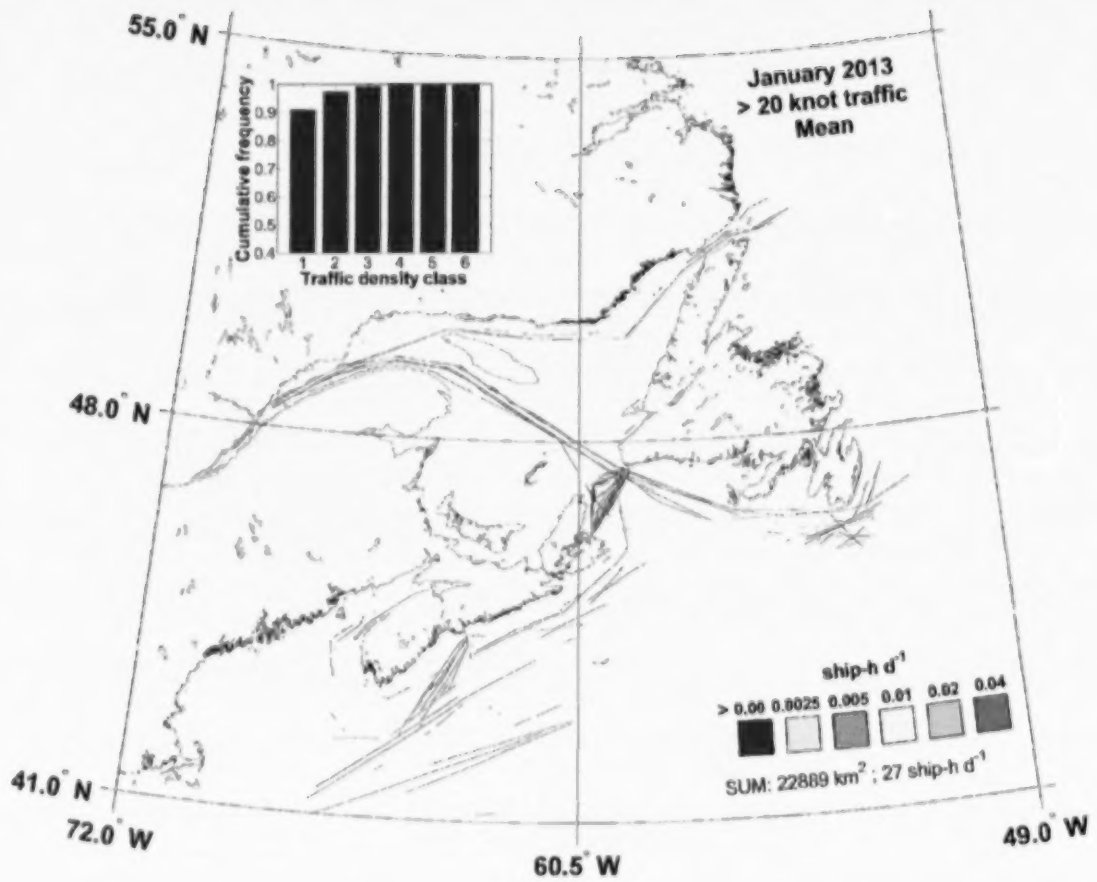 55.0° N
January 2013
> 20 knot traffic
Mean
Cumulative frequency
1
0.9
0.8
0.7
0.6
0.5
0.4
1 2 3 4 5 6
Traffic density class
48.0° N
ship-h d⁻¹
> 0.00 0.0025 0.005 0.01 0.02 0.04
SUM: 22889 km² ; 27 ship-h d⁻¹
41.0° N
72.0° W
60.5° W
49.0° W